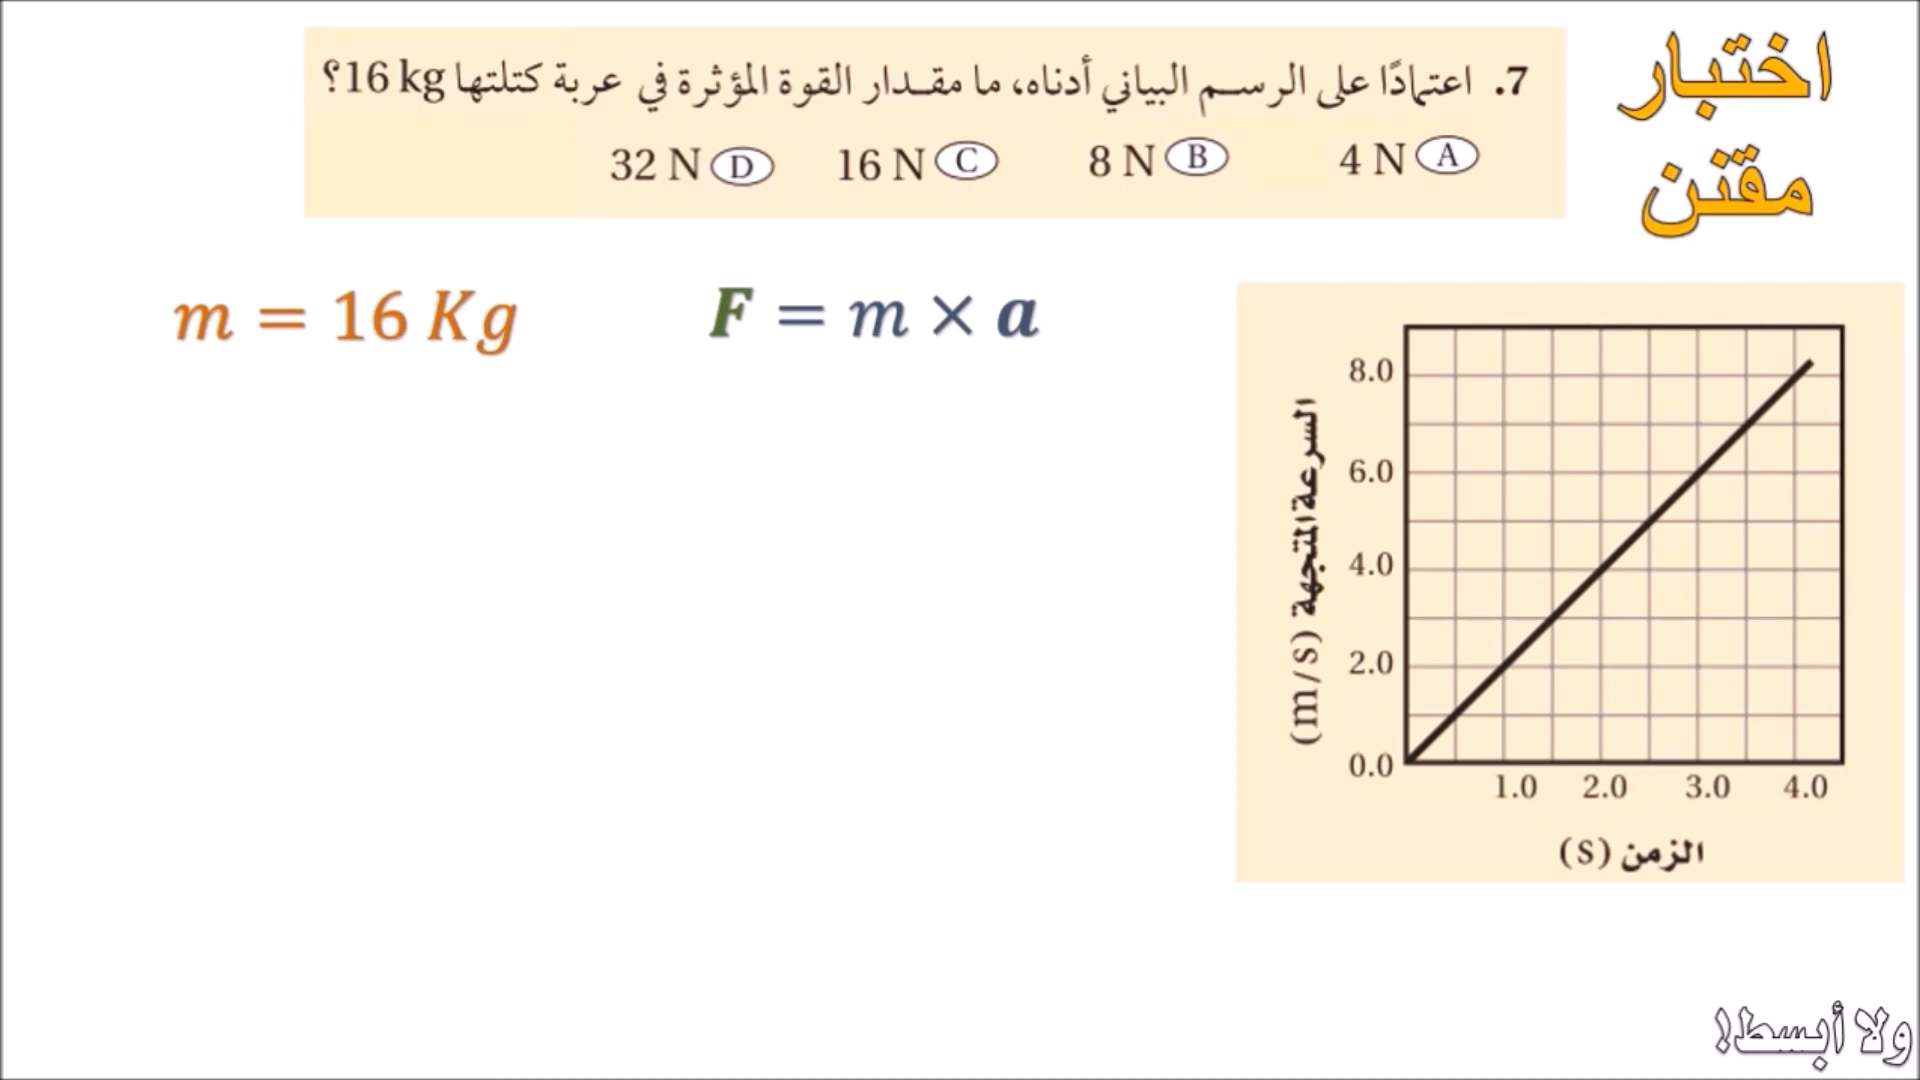 اختبار
مقنن
7. اعتمادًا على الرسم البياني أدناه، ما مقدار القوة المؤثرة في عربة كتلتها 16 kg؟
A 4 N B 8 N C 16 N D 32 N
m = 16 Kg
F = m × a
السرعة المتجهة (m/s)
8.0
6.0
4.0
2.0
0.0
1.0 2.0 3.0 4.0
الزمن (s)
ولا أبسط!